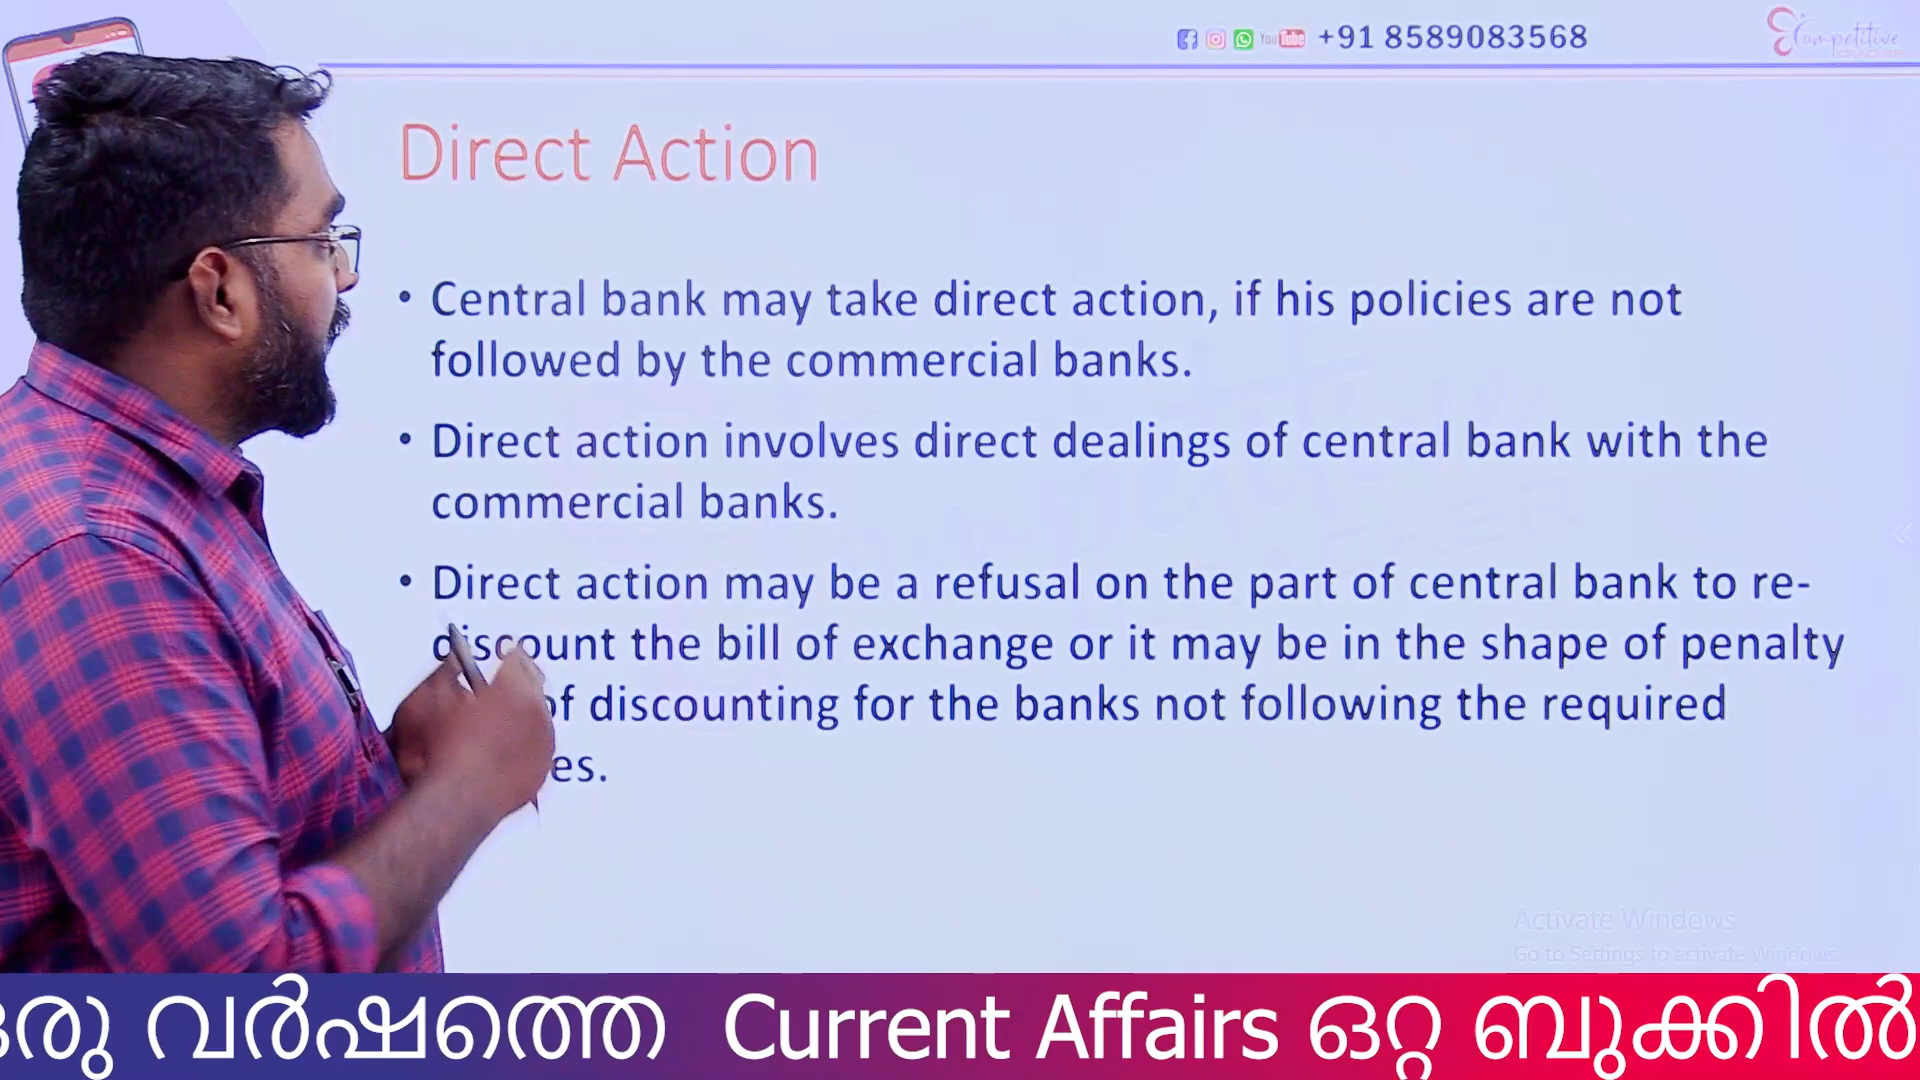 You Tube +91 8589083568
Competitive
CRACKER
Direct Action
• Central bank may take direct action, if his policies are not
followed by the commercial banks.
• Direct action involves direct dealings of central bank with the
commercial banks.
• Direct action may be a refusal on the part of central bank to re-
discount the bill of exchange or it may be in the shape of penalty
of discounting for the banks not following the required
es.
Activate Windows
Go to Settings to activate Windows.
രു വർഷത്തെ Current Affairs ഒറ്റ ബുക്കിൽ